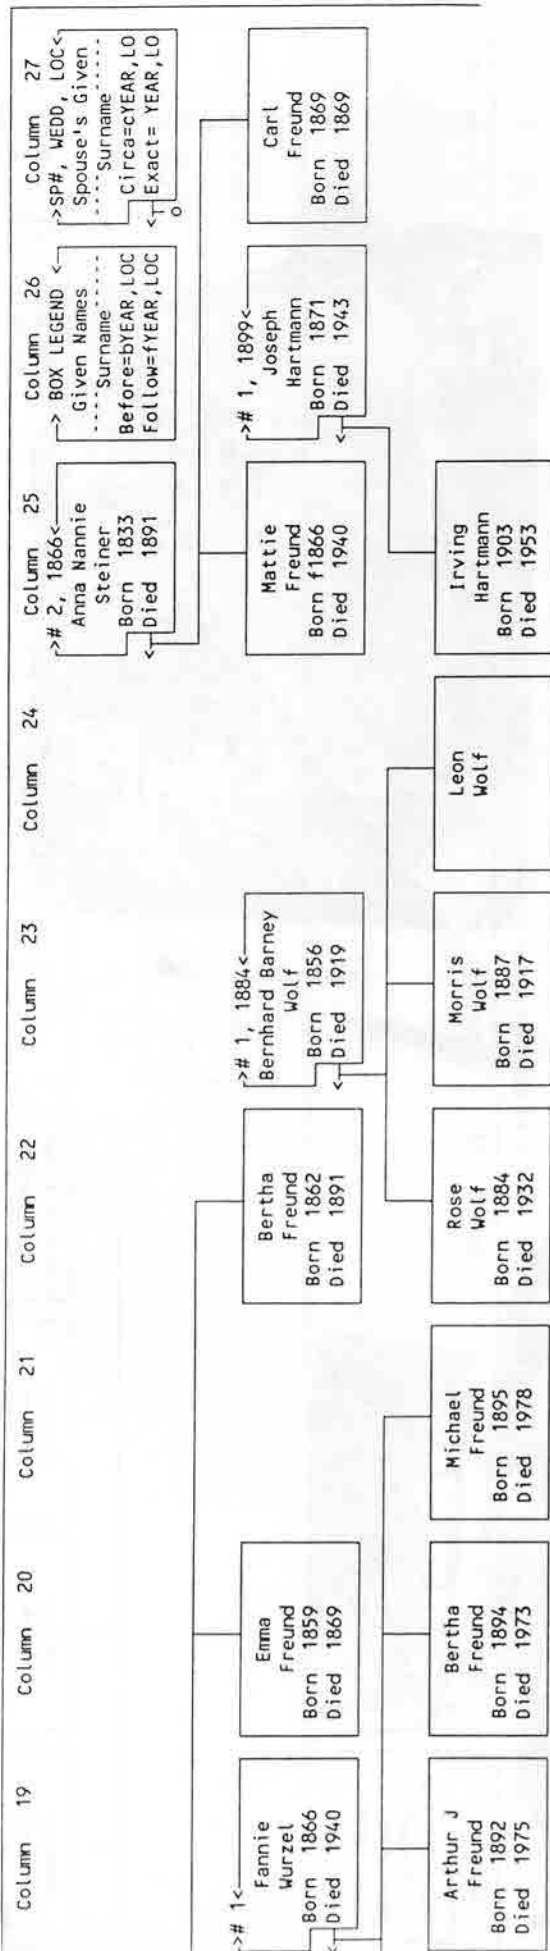 Column 19
Column 20
Column 21
Column 22
Column 23
Column 24
Column 25
Column 26
Column 27
># 2, 1866<
Anna Nannie
Steiner
Born 1833
Died 1891
<
-> BOX LEGEND <-
Given Names
----Surname-----
Before=bYEAR,LOC
Follow=fYEAR,LOC
>SP#, WEDD, LOC<
Spouse's Given
----Surname-----
Circa=cYEAR,LO
Exact= YEAR,LO
<T
O
># 1<
Fannie
Wurzel
Born 1866
Died 1940
<
Emma
Freund
Born 1859
Died 1869
Bertha
Freund
Born 1862
Died 1891
># 1, 1884<
Bernhard Barney
Wolf
Born 1856
Died 1919
<
Mattie
Freund
Born f1866
Died 1940
># 1, 1899<
Joseph
Hartmann
Born 1871
Died 1943
<
Carl
Freund
Born 1869
Died 1869
Arthur J
Freund
Born 1892
Died 1975
Bertha
Freund
Born 1894
Died 1973
Michael
Freund
Born 1895
Died 1978
Rose
Wolf
Born 1884
Died 1932
Morris
Wolf
Born 1887
Died 1917
Leon
Wolf
Irving
Hartmann
Born 1903
Died 1953